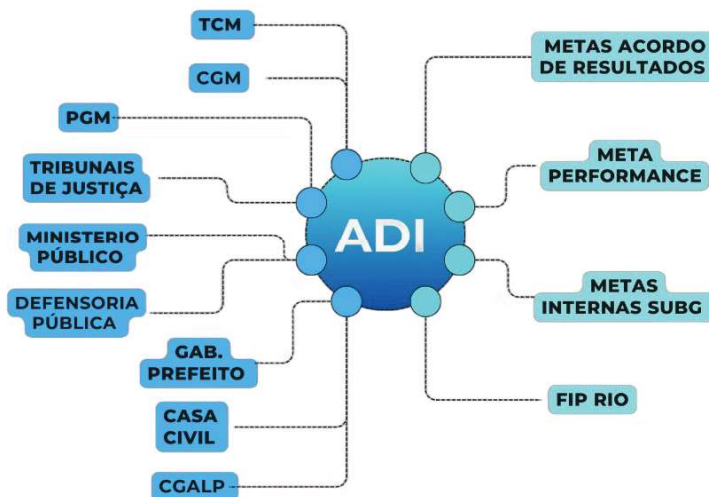 TCM
CGM
PGM
TRIBUNAIS
DE JUSTIÇA
MINISTERIO
PÚBLICO
DEFENSORIA
PÚBLICA
GAB.
PREFEITO
CASA
CIVIL
CGALP
ADI
METAS ACORDO
DE RESULTADOS
META
PERFORMANCE
METAS
INTERNAS SUBG
FIP RIO